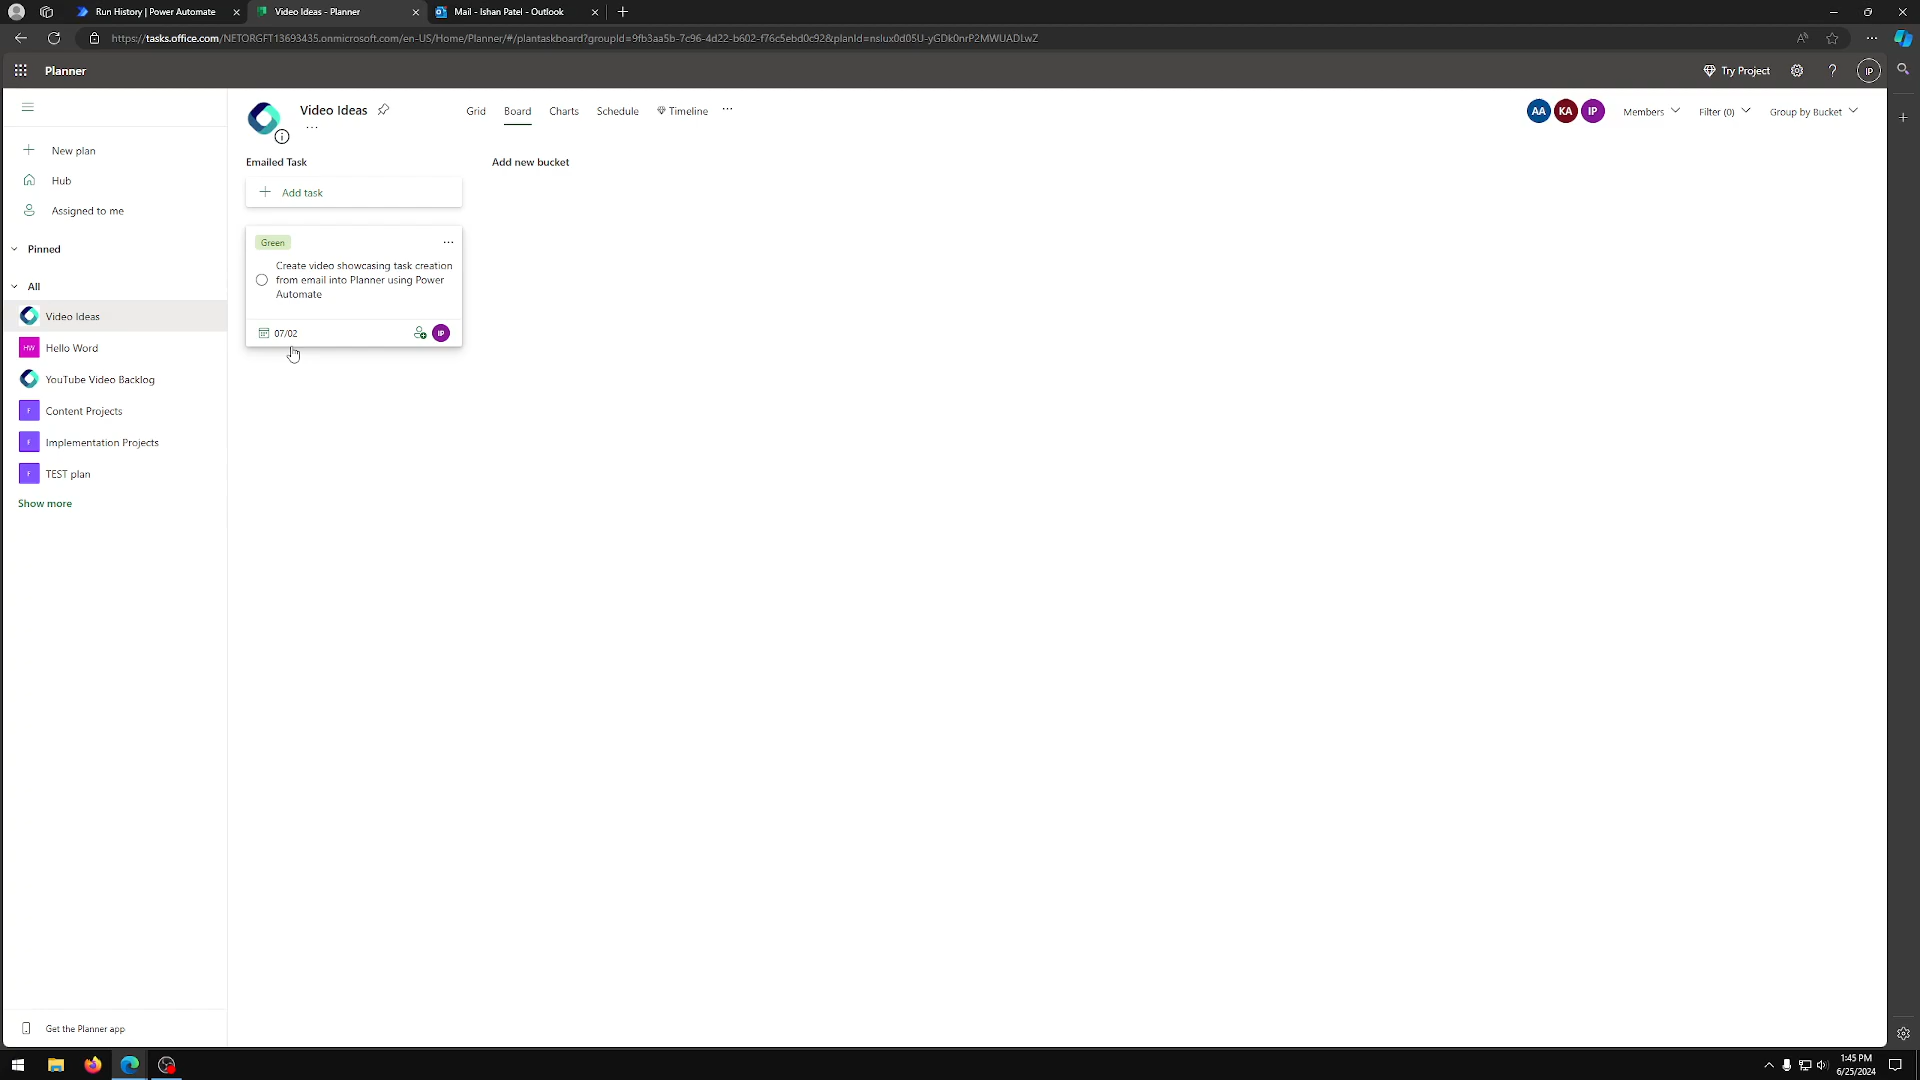 Run History | Power Automate
Video Ideas - Planner
Mail - Ishan Patel - Outlook
https://tasks.office.com/NETORGFT13693435.onmicrosoft.com/en-US/Home/Planner/#/plantaskboard?groupId=9fb3aa5b-7c96-4d22-b602-f76c5ebd0c92&planId=nslux0d05U-yGDk0nrP2MWUADLwZ
Planner
Try Project
?
IP
Video Ideas
Grid
Board
Charts
Schedule
Timeline
AA
KA
IP
Members
Filter (0)
Group by Bucket
New plan
Hub
Assigned to me
Pinned
All
Video Ideas
HW
Hello Word
YouTube Video Backlog
F
Content Projects
F
Implementation Projects
F
TEST plan
Show more
Get the Planner app
Emailed Task
Add new bucket
Add task
Green
Create video showcasing task creation
from email into Planner using Power
Automate
07/02
IP
1:45 PM
6/25/2024